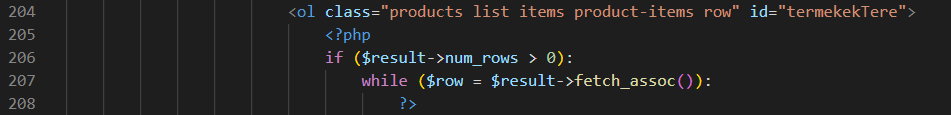 204 <ol class="products list items product-items row" id="termekekTere">
205 <?php
206 if ($result->num_rows > 0):
207 while ($row = $result->fetch_assoc()):
208 ?>